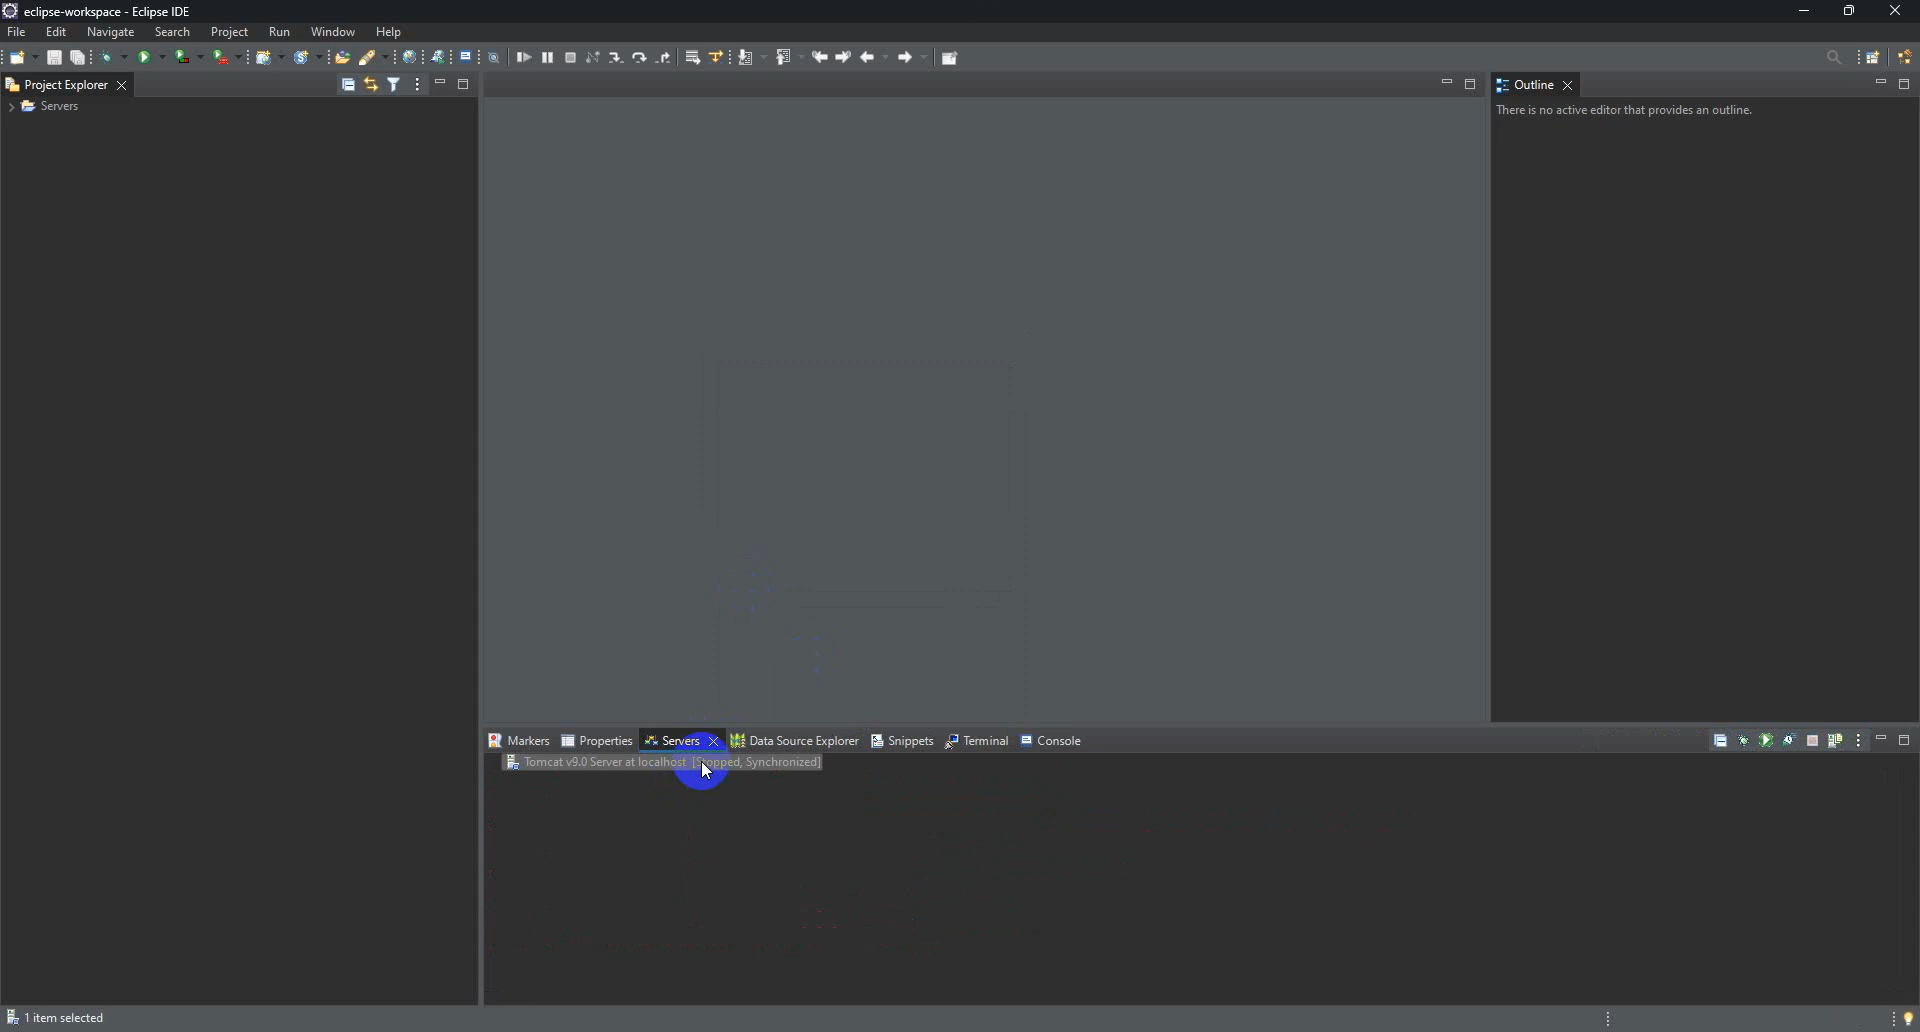 eclipse-workspace - Eclipse IDE
File Edit Navigate Search Project Run Window Help
Project Explorer
Servers
Outline
There is no active editor that provides an outline.
Markers Properties Servers Data Source Explorer Snippets Terminal Console
Tomcat v9.0 Server at localhost [Stopped, Synchronized]
1 item selected